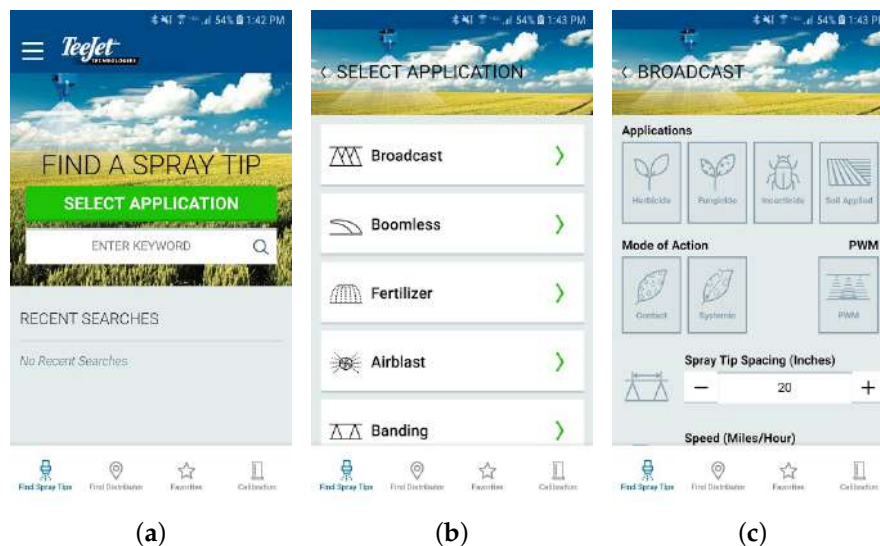 54% 1:42 PM
TeeJet
TECHNOLOGIES
FIND A SPRAY TIP
SELECT APPLICATION
ENTER KEYWORD
RECENT SEARCHES
No Recent Searches
Find Spray Tips Find Distributor Favorites Calibration
(a)
54% 1:43 PM
< SELECT APPLICATION
Broadcast
Boomless
Fertilizer
Airblast
Banding
Find Spray Tips Find Distributor Favorites Calibration
(b)
54% 1:43 PM
< BROADCAST
Applications
Herbicide Fungicide Insecticide Soil Applied
Mode of Action PWM
Contact Systemic PWM
Spray Tip Spacing (Inches)
− 20 +
Speed (Miles/Hour)
Find Spray Tips Find Distributor Favorites Calibration
(c)